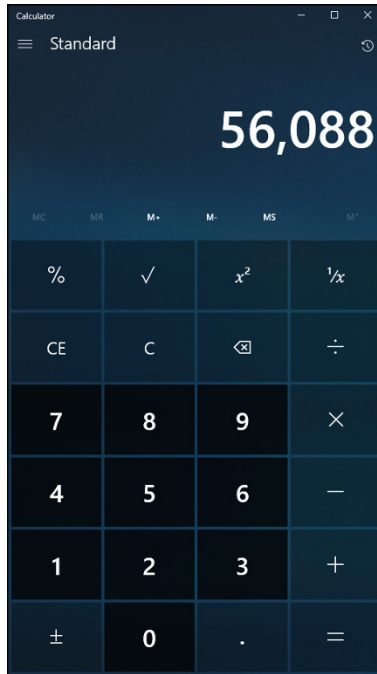 Calculator
Standard
56,088
MC MR M+ M- MS M˅
% √ x² ¹/x
CE C ÷
7 8 9 ×
4 5 6 −
1 2 3 +
± 0 . =